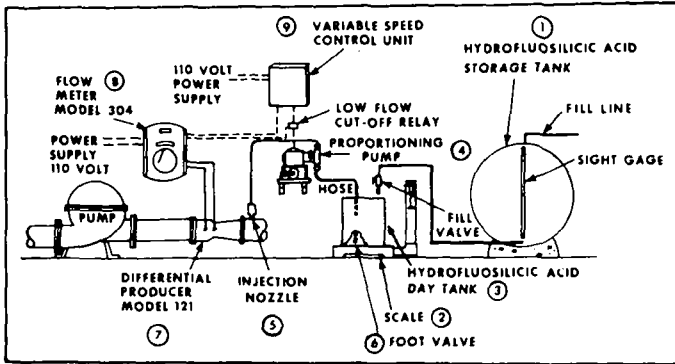 ①
HYDROFLUOSILICIC ACID
STORAGE TANK
FILL LINE
SIGHT GAGE
⑨ VARIABLE SPEED
CONTROL UNIT
110 VOLT
POWER
SUPPLY
LOW FLOW
CUT-OFF RELAY
PROPORTIONING
PUMP
④
HOSE
FILL
VALVE
FLOW ⑧
METER
MODEL 304
POWER
SUPPLY
110 VOLT
PUMP
DIFFERENTIAL
PRODUCER
MODEL 121
⑦
INJECTION
NOZZLE
⑤
HYDROFLUOSILICIC ACID
DAY TANK ③
SCALE ②
⑥ FOOT VALVE